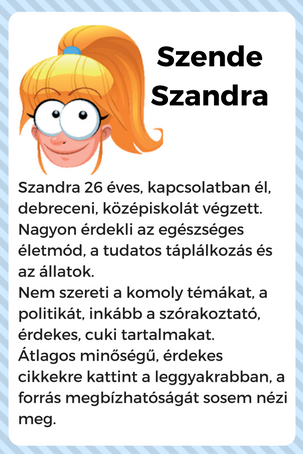 Szende
Szandra
Szandra 26 éves, kapcsolatban él,
debreceni, középiskolát végzett.
Nagyon érdekli az egészséges
életmód, a tudatos táplálkozás és
az állatok.
Nem szereti a komoly témákat, a
politikát, inkább a szórakoztató,
érdekes, cuki tartalmakat.
Átlagos minőségű, érdekes
cikkekre kattint a leggyakrabban, a
forrás megbízhatóságát sosem nézi
meg.